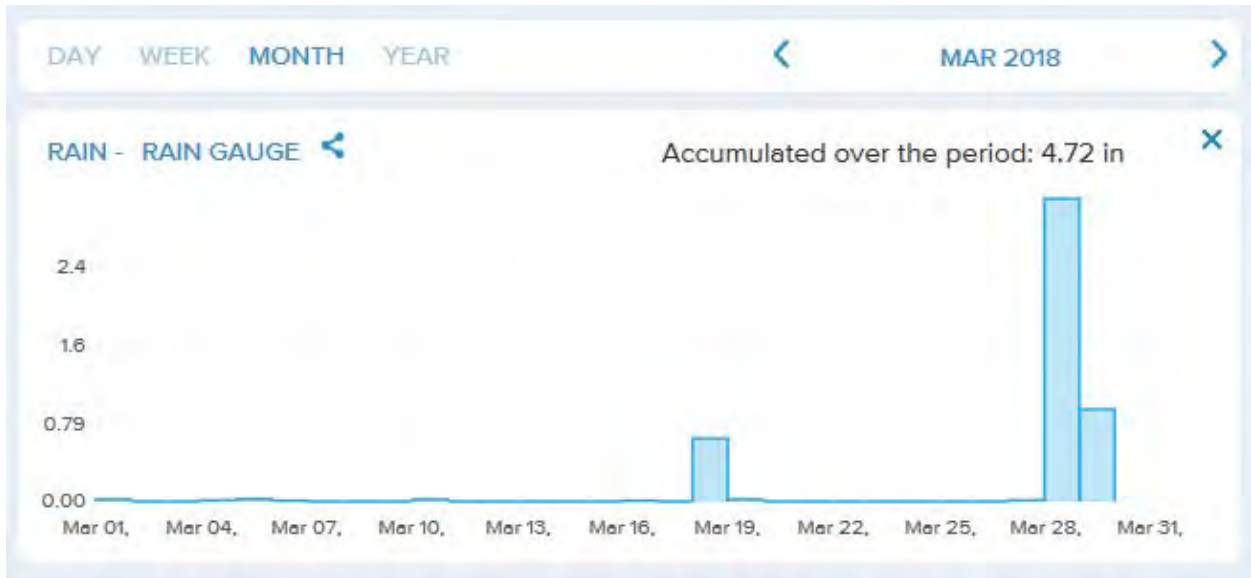 DAY WEEK MONTH YEAR MAR 2018
RAIN - RAIN GAUGE Accumulated over the period: 4.72 in
2.4
1.6
0.79
0.00
Mar 01, Mar 04, Mar 07, Mar 10, Mar 13, Mar 16, Mar 19, Mar 22, Mar 25, Mar 28, Mar 31,